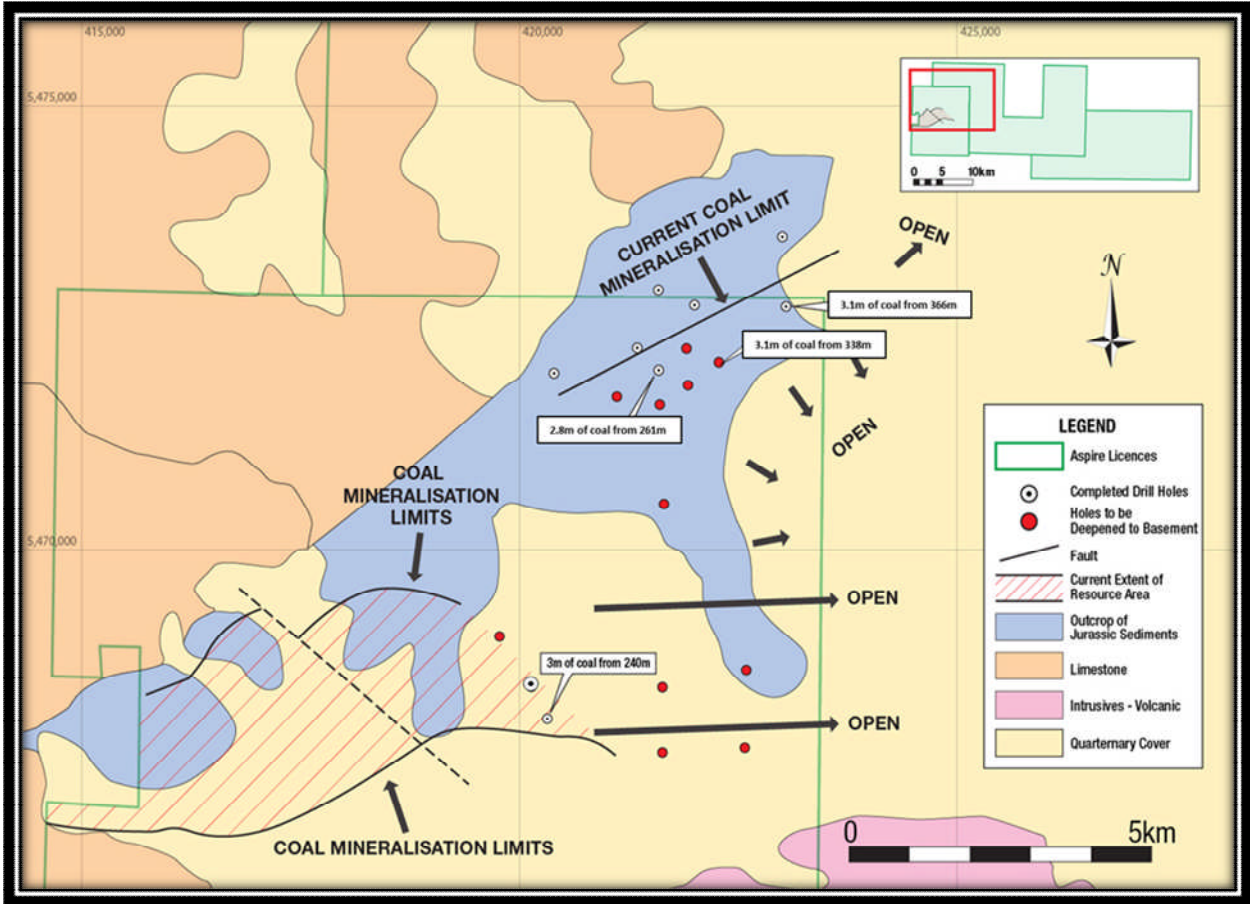 415,000
420,000
425,000
5,475,000
5,470,000
0 5 10km
OPEN
CURRENT COAL
MINERALISATION LIMIT
N
3.1m of coal from 366m
3.1m of coal from 338m
2.8m of coal from 261m
OPEN
COAL
MINERALISATION
LIMITS
OPEN
3m of coal from 240m
OPEN
COAL MINERALISATION LIMITS
LEGEND
Aspire Licences
Completed Drill Holes
Holes to be
Deepened to Basement
Fault
Current Extent of
Resource Area
Outcrop of
Jurassic Sediments
Limestone
Intrusives - Volcanic
Quarternary Cover
0 5km